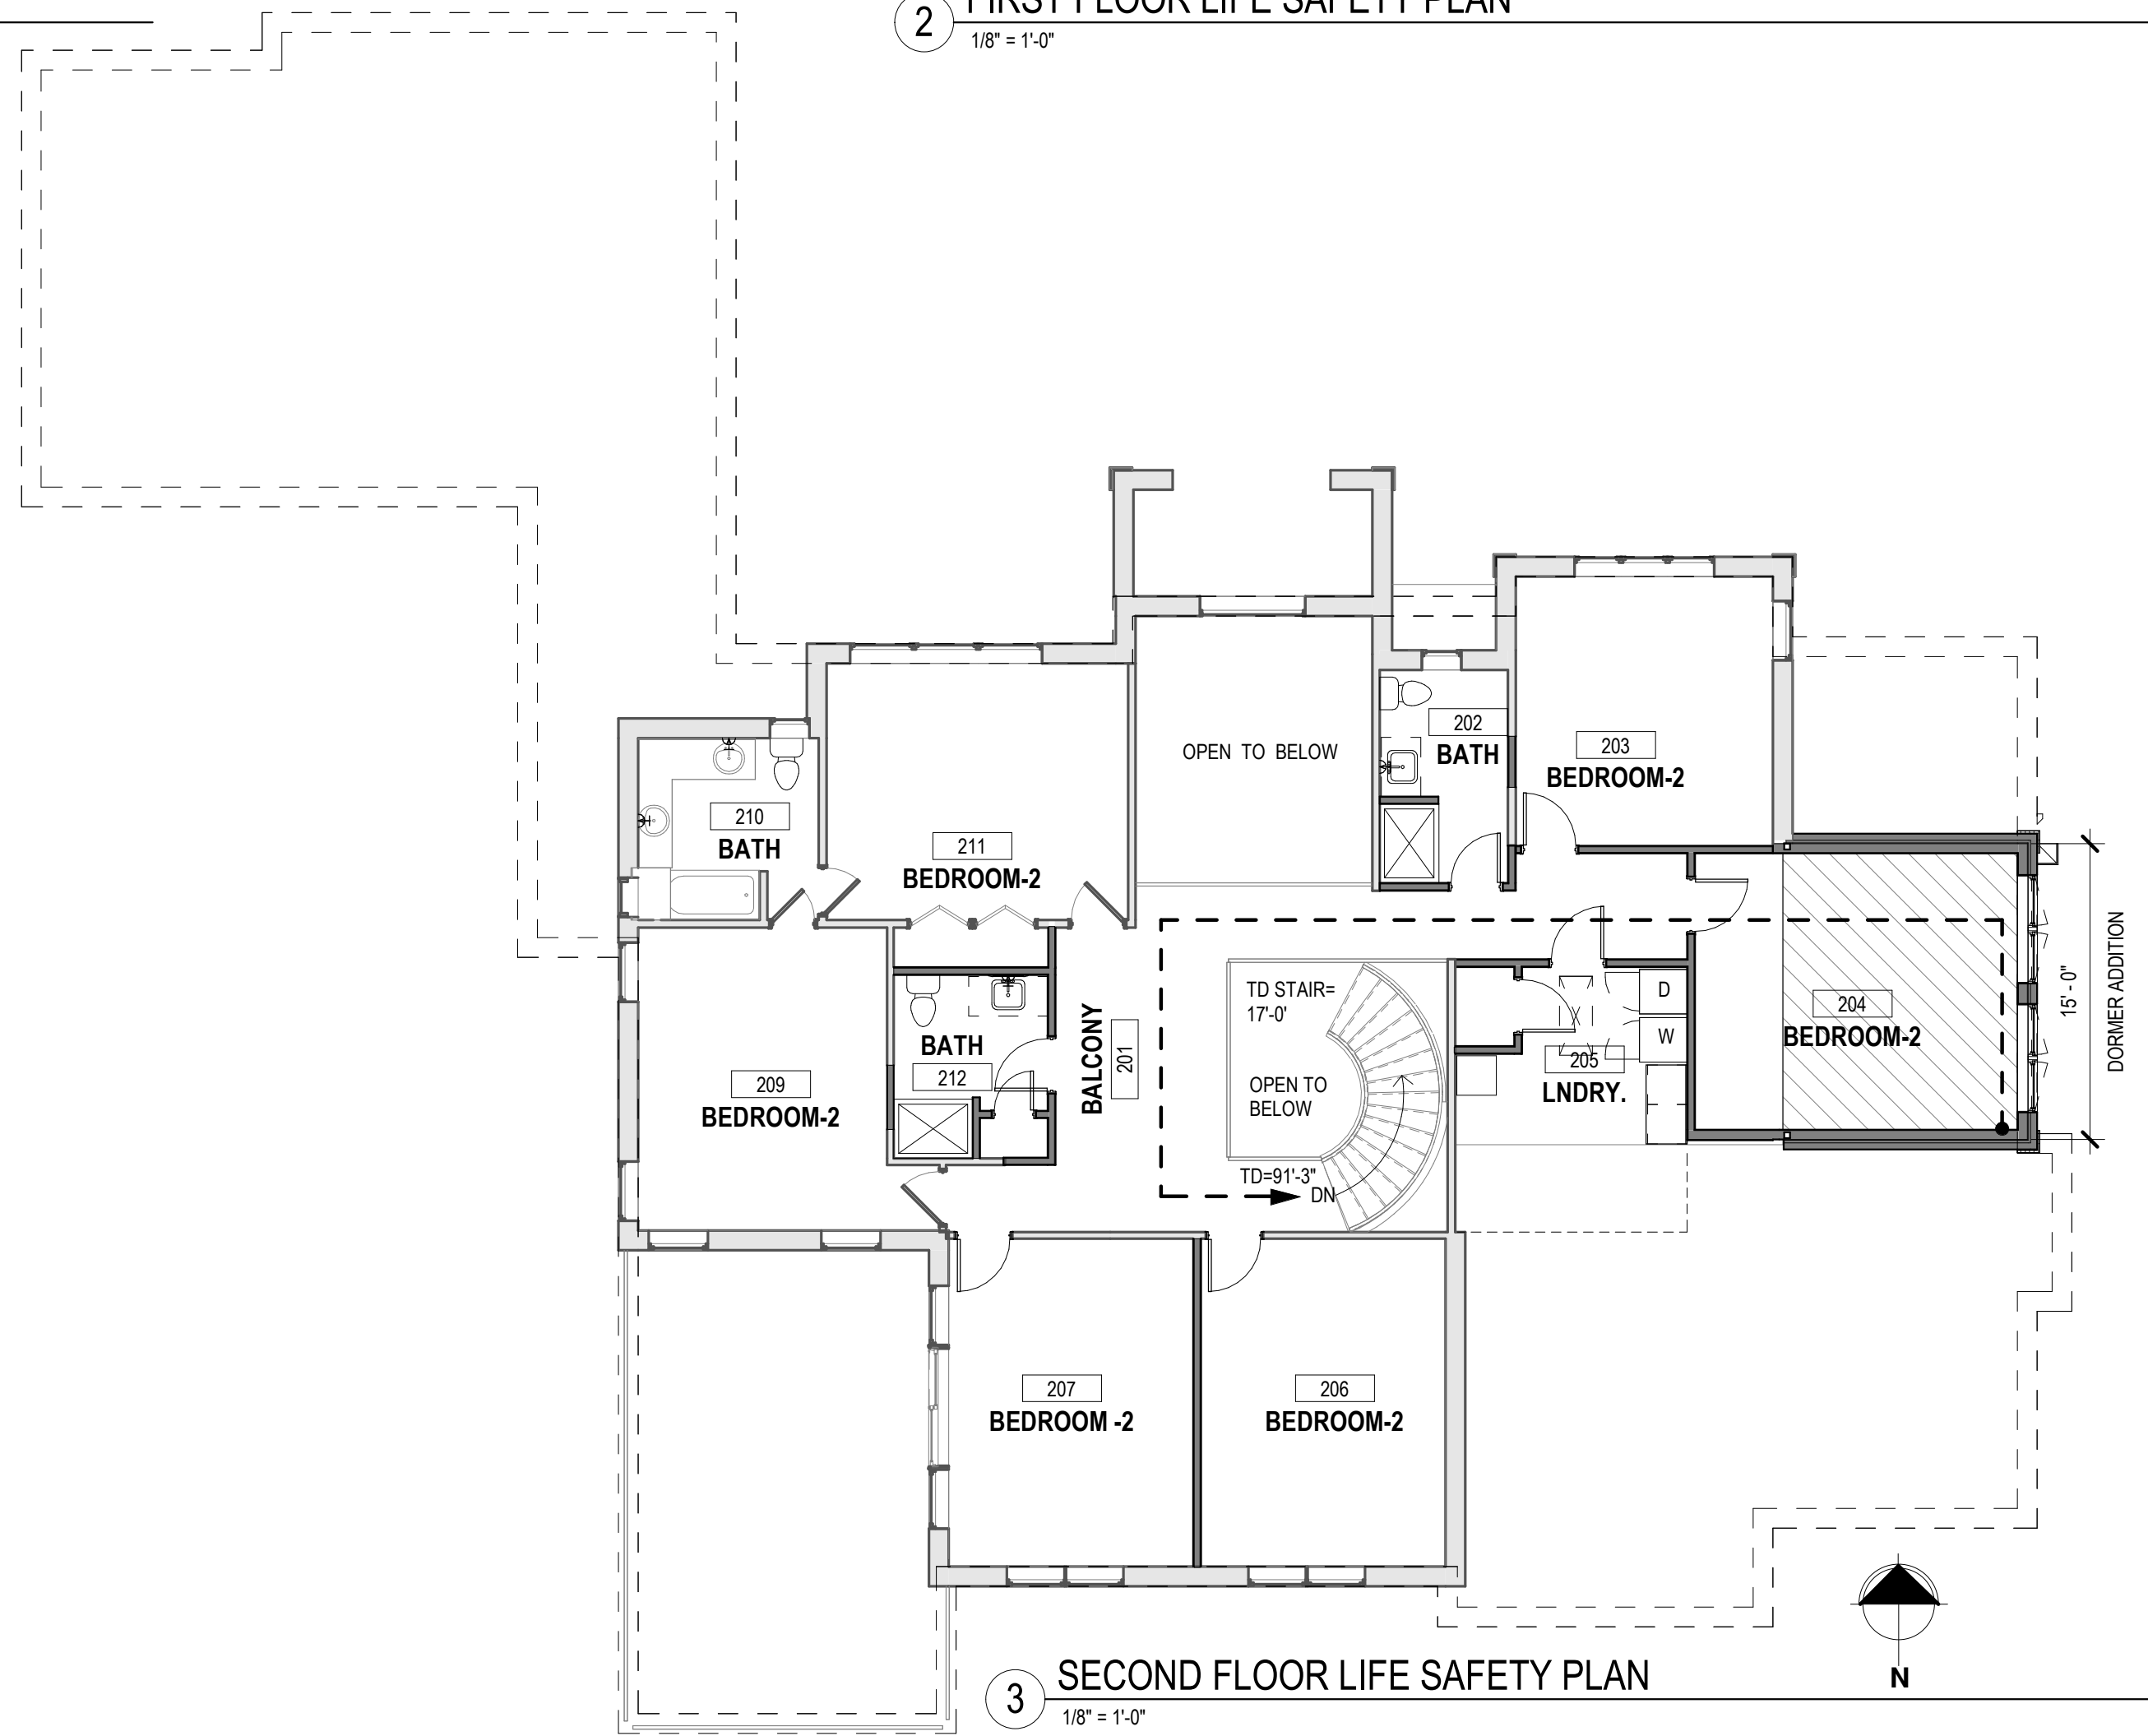 2
FIRST FLOOR LIFE SAFETY PLAN
1/8" = 1'-0"
202
BATH
203
BEDROOM-2
OPEN TO BELOW
210
BATH
211
BEDROOM-2
DORMER ADDITION
15' - 0"
TD STAIR=
17'-0'
D
W
204
BEDROOM-2
BATH
212
BALCONY
201
205
LNDRY.
209
BEDROOM-2
OPEN TO
BELOW
TD=91'-3"
DN
207
BEDROOM -2
206
BEDROOM-2
3
SECOND FLOOR LIFE SAFETY PLAN
1/8" = 1'-0"
N